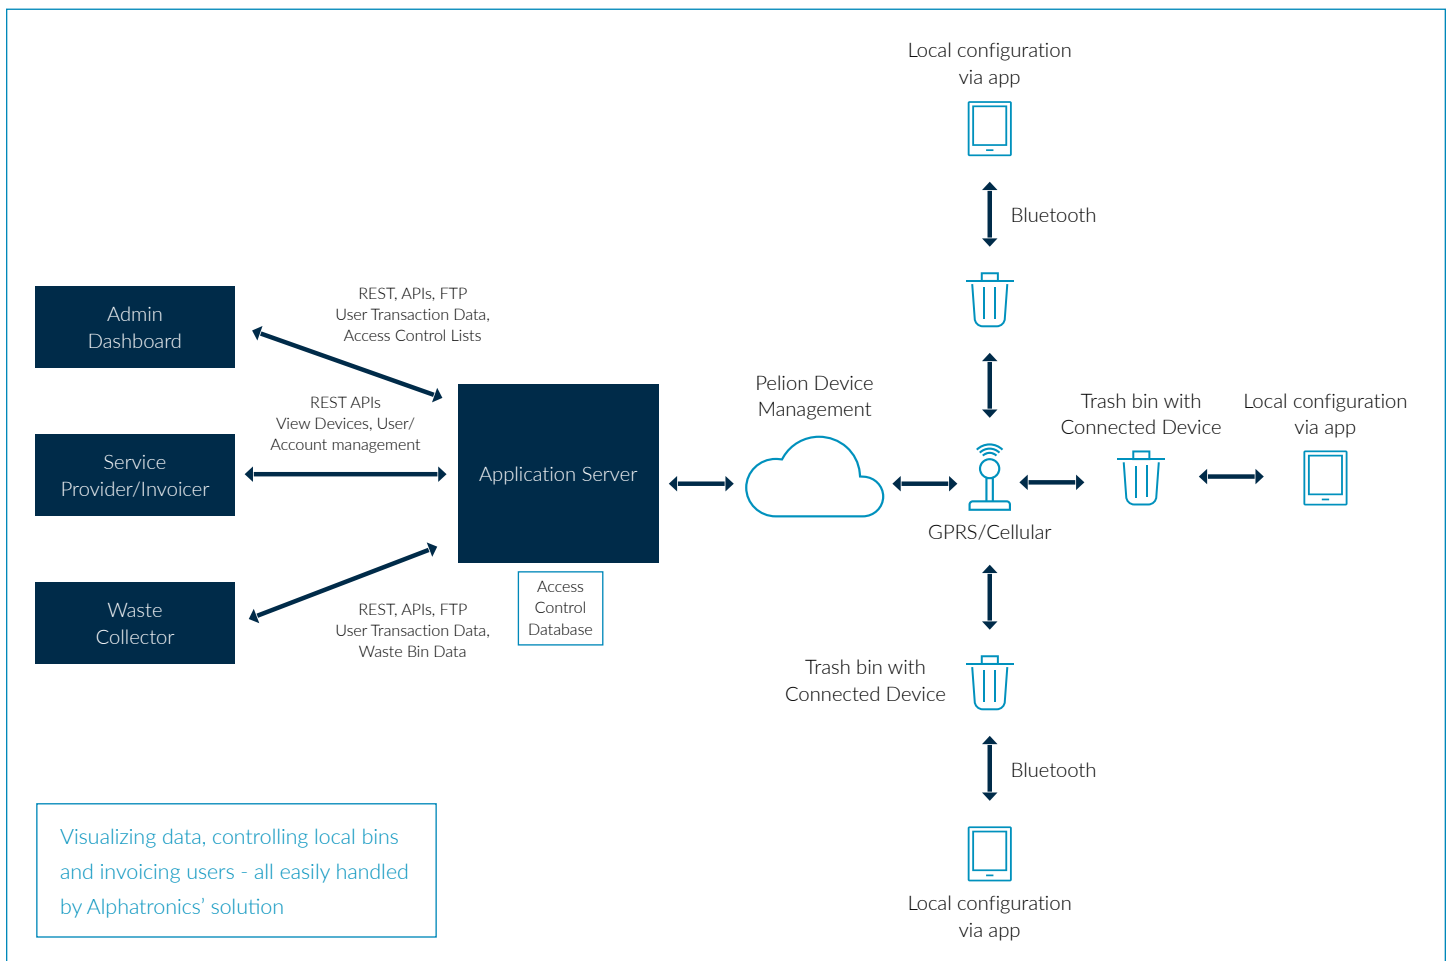 Local configuration
via app
Bluetooth
Admin
Dashboard
REST, APIs, FTP
User Transaction Data,
Access Control Lists
REST APIs
View Devices, User/
Account management
Service
Provider/Invoicer
Application Server
Pelion Device
Management
Trash bin with
Connected Device
Local configuration
via app
GPRS/Cellular
Waste
Collector
REST, APIs, FTP
User Transaction Data,
Waste Bin Data
Access
Control
Database
Trash bin with
Connected Device
Bluetooth
Local configuration
via app
Visualizing data, controlling local bins
and invoicing users - all easily handled
by Alphatronics’ solution